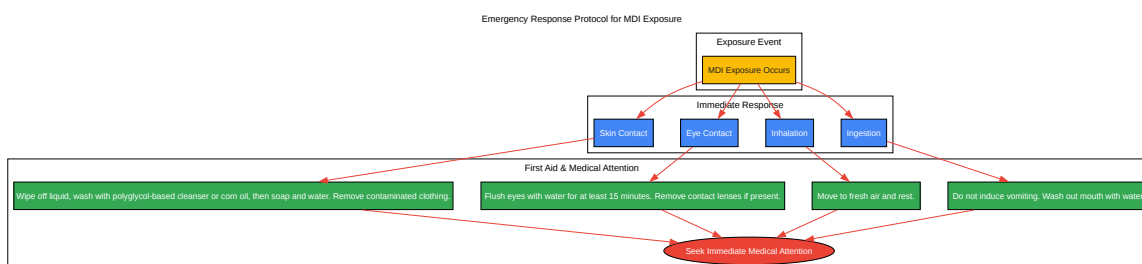 Emergency Response Protocol for MDI Exposure
Exposure Event
MDI Exposure Occurs
Immediate Response
Skin Contact
Eye Contact
Inhalation
Ingestion
First Aid & Medical Attention
Wipe off liquid, wash with polyglycol-based cleanser or corn oil, then soap and water. Remove contaminated clothing.
Flush eyes with water for at least 15 minutes. Remove contact lenses if present.
Move to fresh air and rest.
Do not induce vomiting. Wash out mouth with water
Seek Immediate Medical Attention